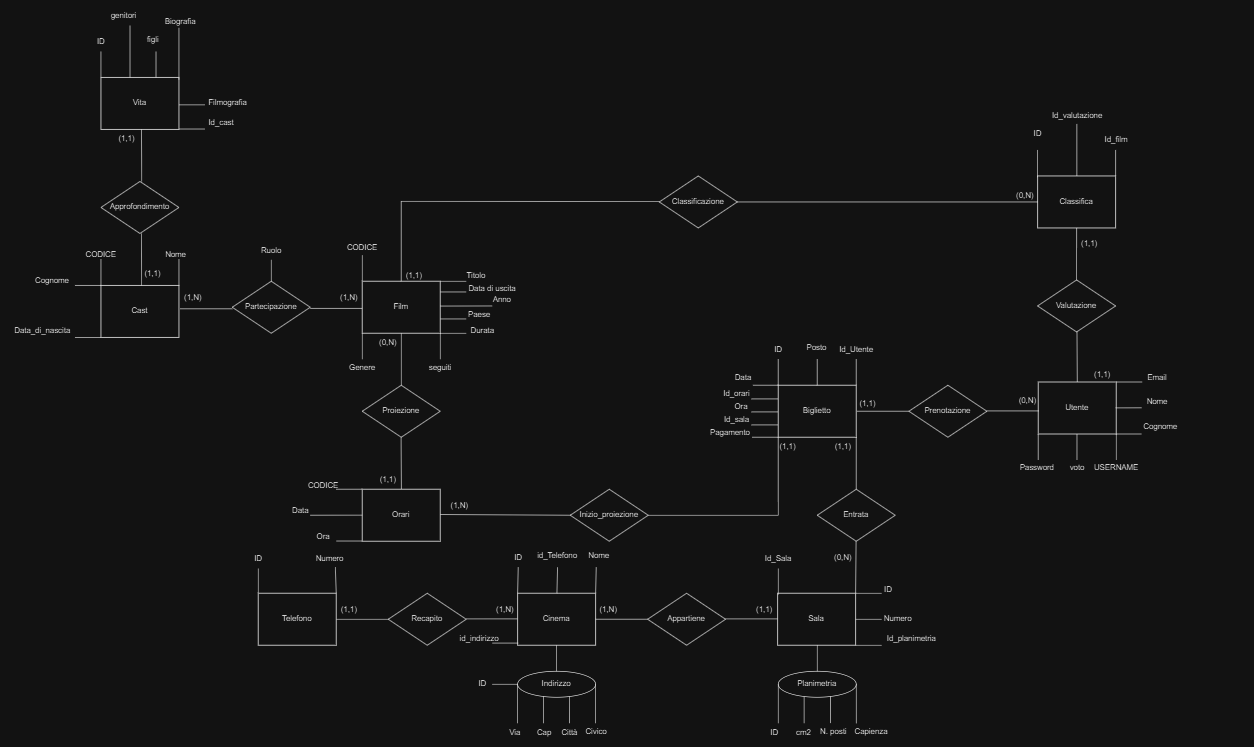 genitori
Biografia
ID
figli
Vita
Filmografia
Id_cast
(1,1)
Approfondimento
(1,1)
CODICE
Nome
Cognome
Cast
Data_di_nascita
(1,N)
Ruolo
Partecipazione
(1,N)
CODICE
(1,1)
Titolo
Data di uscita
Anno
Film
Paese
Durata
(0,N)
Genere
seguiti
Classificazione
(0,N)
Id_valutazione
ID
Id_film
Classifica
(1,1)
Valutazione
(1,1)
Email
Utente
Nome
Cognome
Password
voto
USERNAME
(0,N)
Prenotazione
(1,1)
ID
Posto
Id_Utente
Data
Id_orari
Ora
Biglietto
Id_sala
Pagamento
(1,1)
(1,1)
Proiezione
(1,1)
CODICE
Data
Orari
Ora
(1,N)
Inizio_proiezione
Entrata
(0,N)
ID
Numero
Telefono
(1,1)
Recapito
(1,N)
ID
id_Telefono
Nome
Cinema
id_indirizzo
(1,N)
Appartiene
(1,1)
Id_Sala
ID
Sala
Numero
Id_planimetria
ID
Indirizzo
Via
Cap
Città
Civico
Planimetria
ID
cm2
N. posti
Capienza